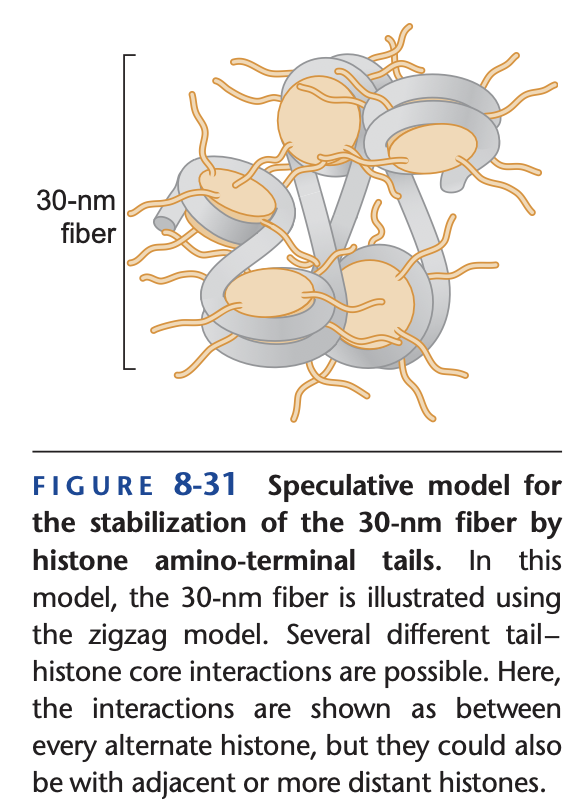 30-nm
fiber
FIGURE 8-31 Speculative model for
the stabilization of the 30-nm fiber by
histone amino-terminal tails. In this
model, the 30-nm fiber is illustrated using
the zigzag model. Several different tail–
histone core interactions are possible. Here,
the interactions are shown as between
every alternate histone, but they could also
be with adjacent or more distant histones.